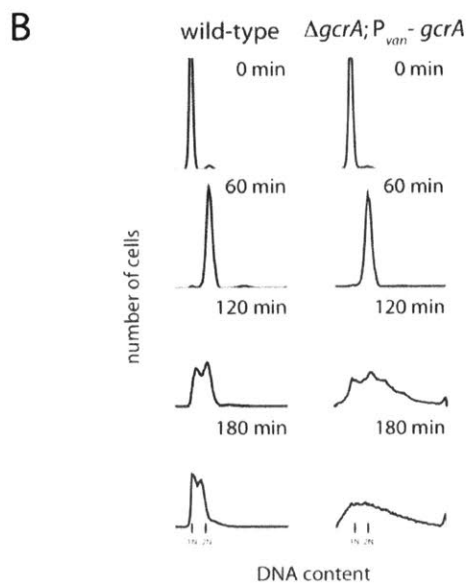 B
wild-type ΔgcrA; Pvan- gcrA
0 min 0 min
60 min 60 min
120 min 120 min
180 min 180 min
number of cells
1N 2N 1N 2N
DNA content